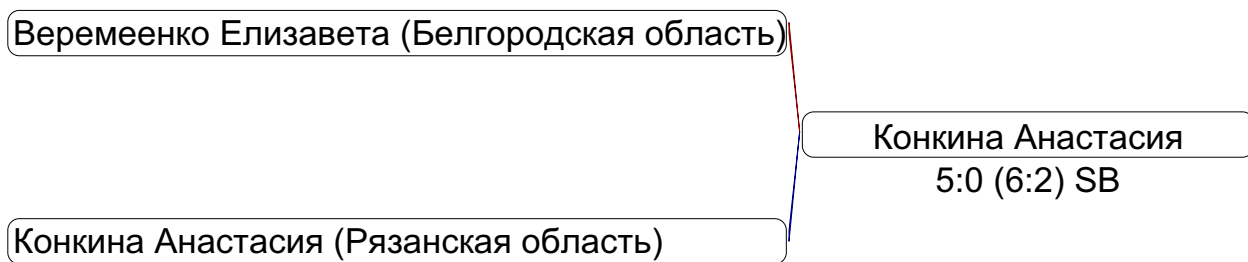 Веремеенко Елизавета (Белгородская область)
Конкина Анастасия
5:0 (6:2) SB
Конкина Анастасия (Рязанская область)